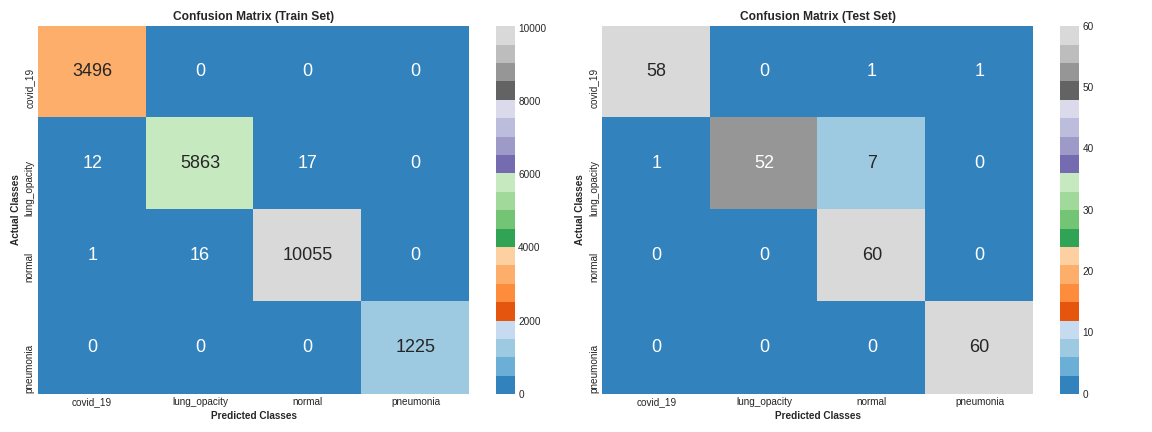 Confusion Matrix (Train Set)
Actual Classes
covid_19
lung_opacity
normal
pneumonia
3496 0 0 0
12 5863 17 0
1 16 10055 0
0 0 0 1225
covid_19 lung_opacity normal pneumonia
Predicted Classes
10000
8000
6000
4000
2000
0
Confusion Matrix (Test Set)
Actual Classes
covid_19
lung_opacity
normal
pneumonia
58 0 1 1
1 52 7 0
0 0 60 0
0 0 0 60
covid_19 lung_opacity normal pneumonia
Predicted Classes
60
50
40
30
20
10
0